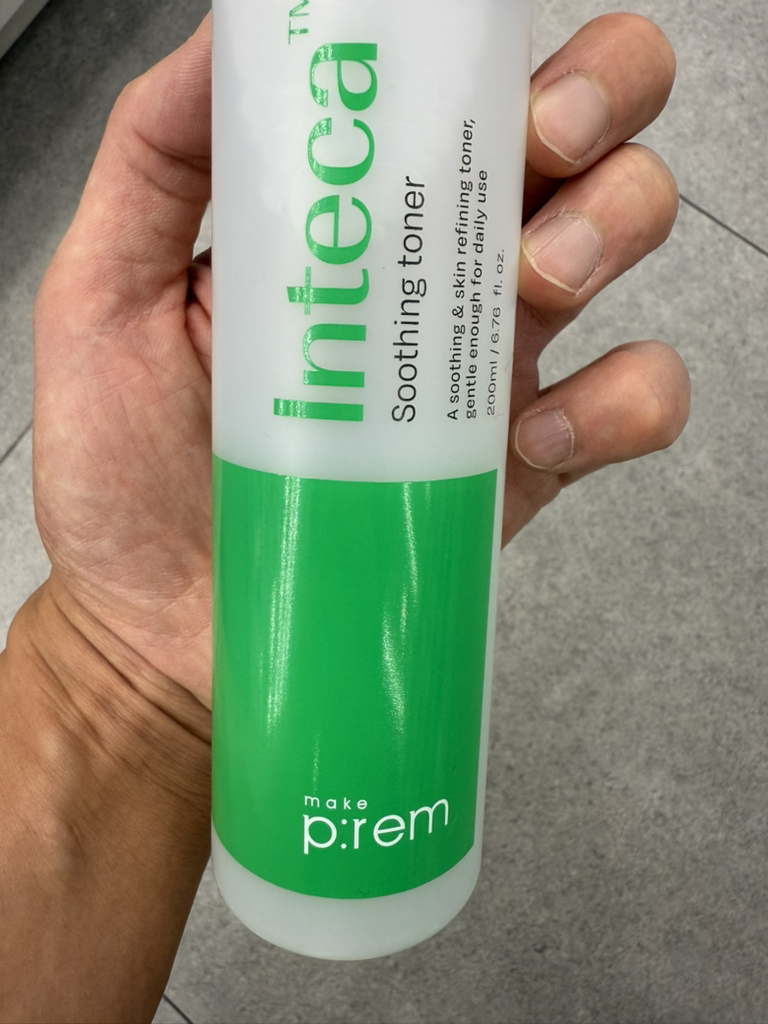 inteca™
Soothing toner
A soothing & skin refining toner,
gentle enough for daily use
200ml / 6.76 fl. oz.
make
p:rem